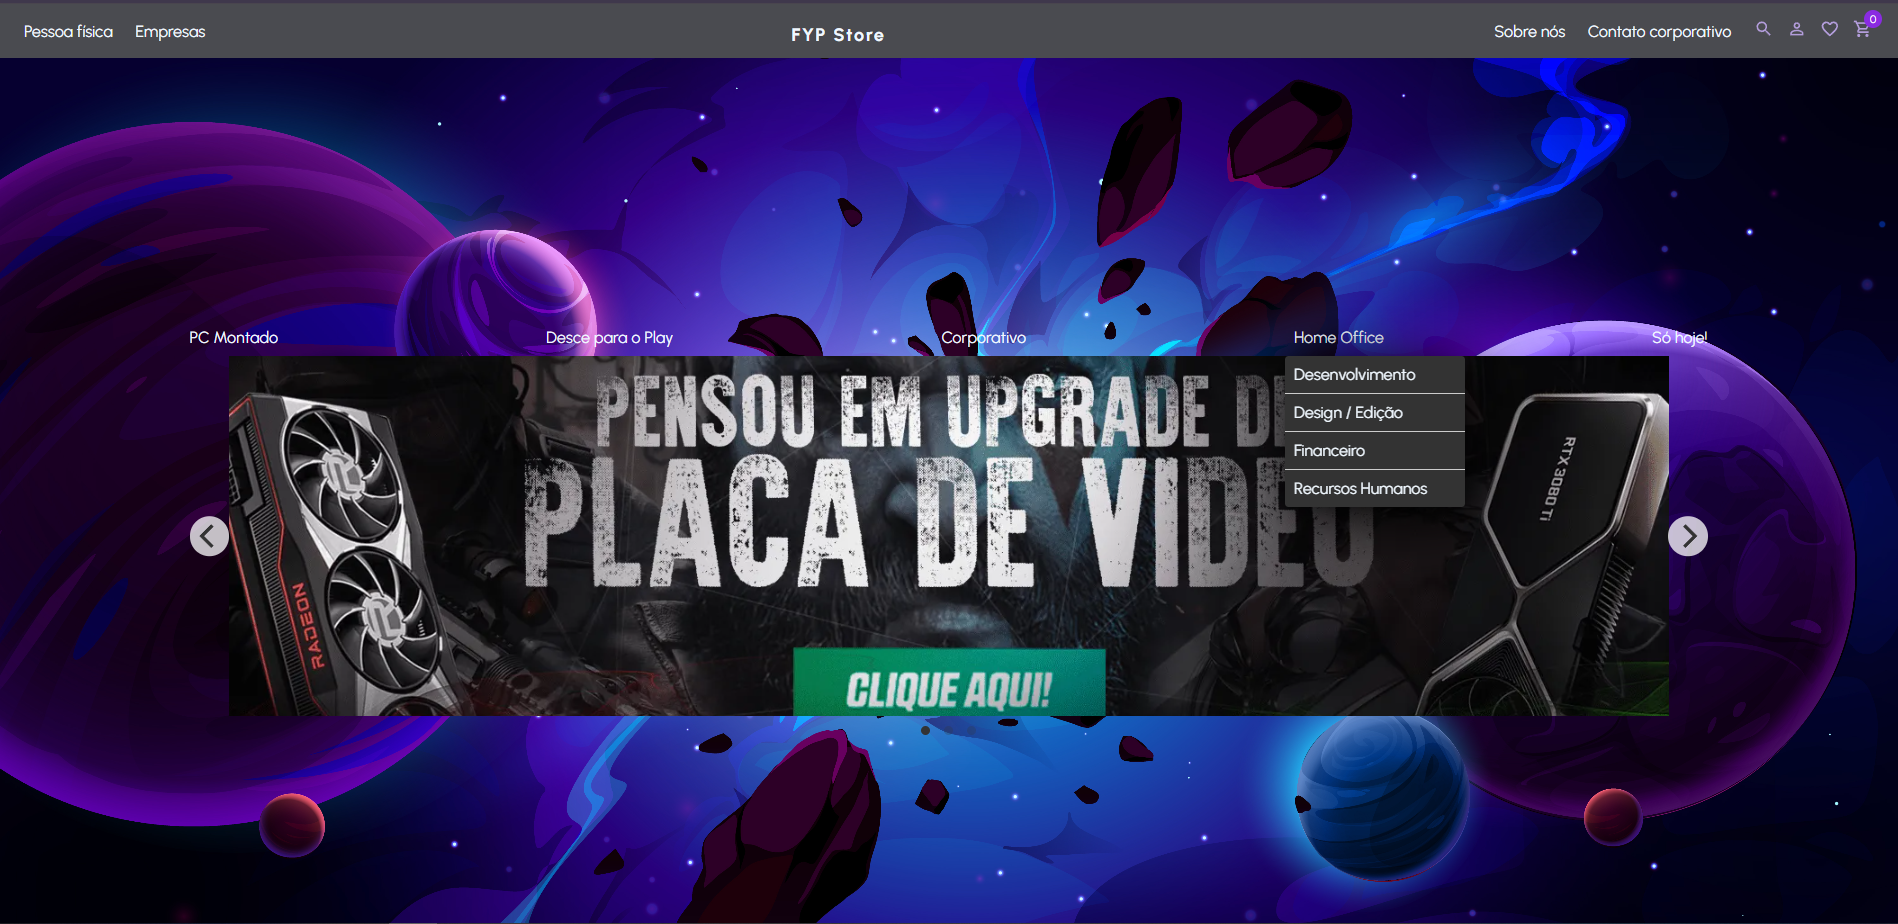 Pessoa física Empresas FYP Store Sobre nós Contato corporativo 0
PC Montado Desce para o Play Corporativo Home Office Só hoje!
Desenvolvimento
Design / Edição
Financeiro
Recursos Humanos
PENSOU EM UPGRADE DE
PLACA DE VIDEO
RADEON
RTX 3080 Ti
CLIQUE AQUI!